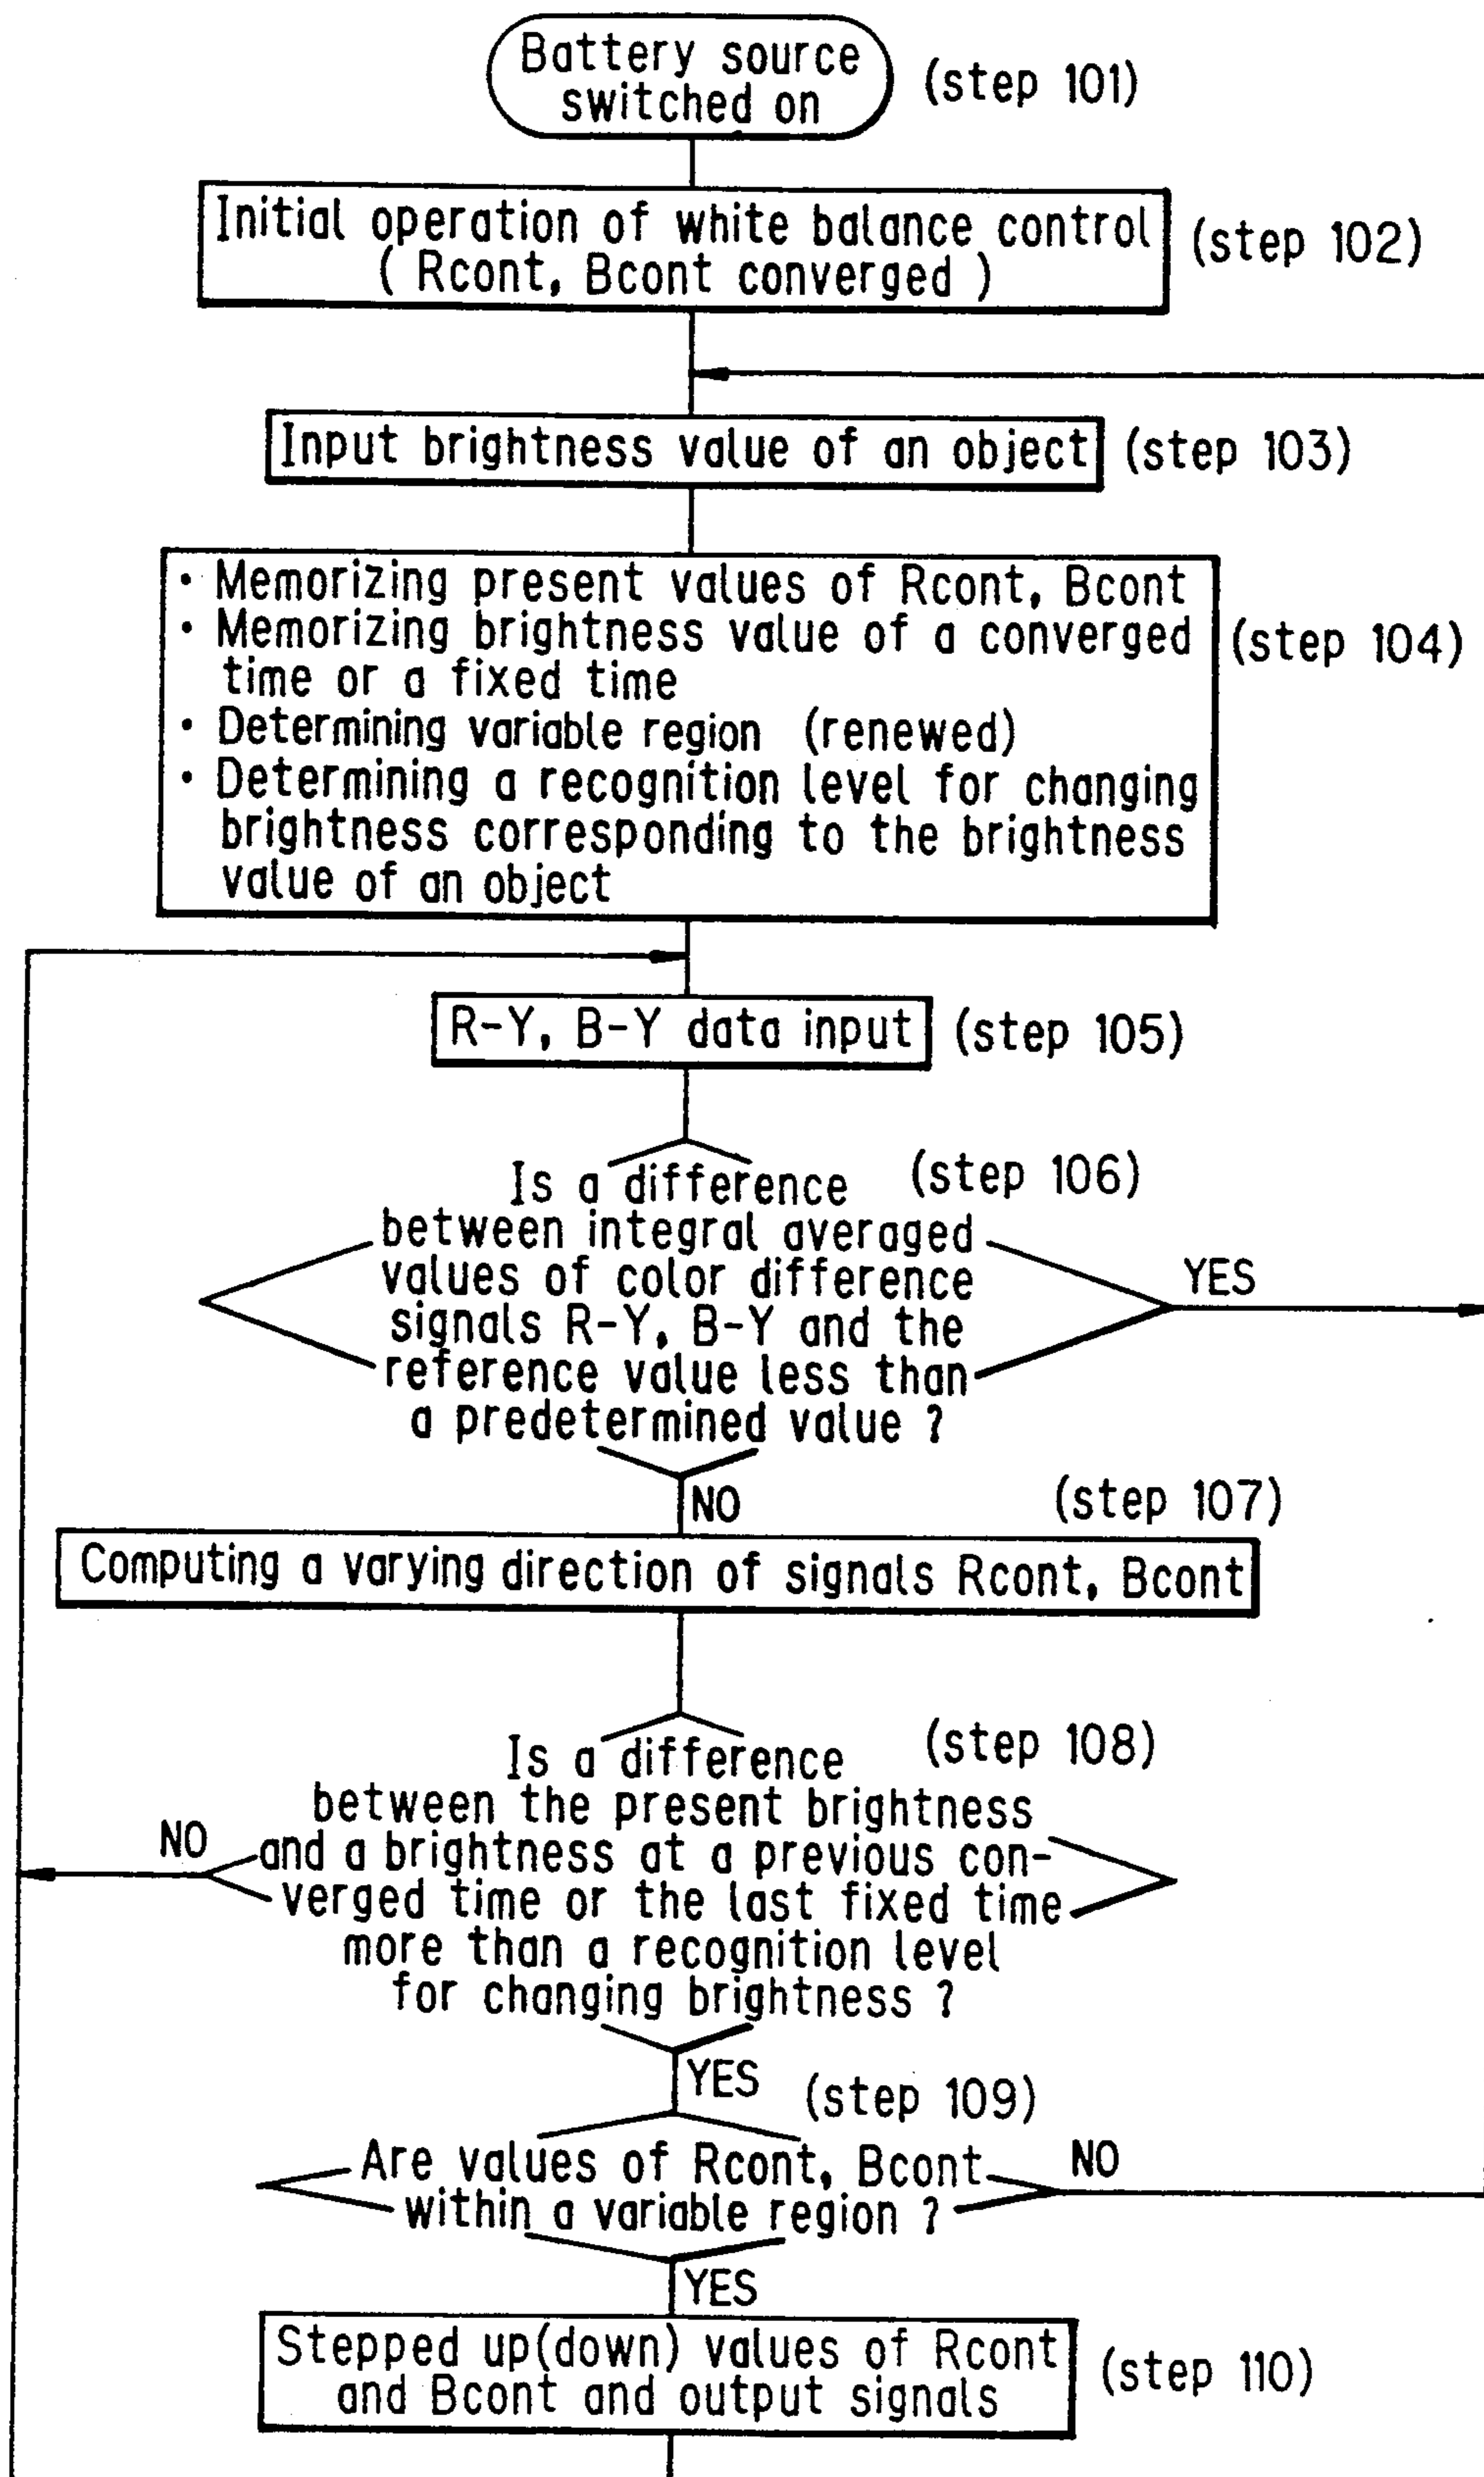 Battery source
switched on
(step 101)
Initial operation of white balance control
( Rcont, Bcont converged )
(step 102)
Input brightness value of an object
(step 103)
• Memorizing present values of Rcont, Bcont
• Memorizing brightness value of a converged
time or a fixed time
• Determining variable region (renewed)
• Determining a recognition level for changing
brightness corresponding to the brightness
value of an object
(step 104)
R-Y, B-Y data input
(step 105)
(step 106)
Is a difference
between integral averaged
values of color difference
signals R-Y, B-Y and the
reference value less than
a predetermined value ?
YES
NO
(step 107)
Computing a varying direction of signals Rcont, Bcont
(step 108)
Is a difference
between the present brightness
and a brightness at a previous con-
verged time or the last fixed time
more than a recognition level
for changing brightness ?
NO
YES
(step 109)
Are values of Rcont, Bcont
within a variable region ?
NO
YES
Stepped up(down) values of Rcont
and Bcont and output signals
(step 110)